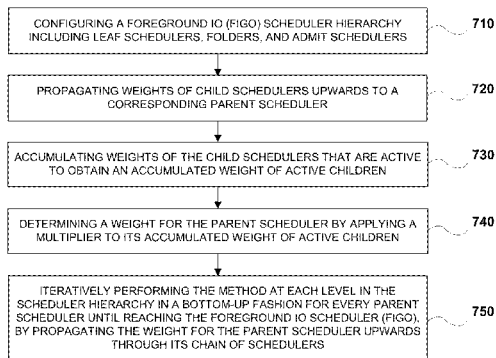 CONFIGURING A FOREGROUND IO (FIGO) SCHEDULER HIERARCHY
INCLUDING LEAF SCHEDULERS, FOLDERS, AND ADMIT SCHEDULERS
710
PROPAGATING WEIGHTS OF CHILD SCHEDULERS UPWARDS TO A
CORRESPONDING PARENT SCHEDULER
720
ACCUMULATING WEIGHTS OF THE CHILD SCHEDULERS THAT ARE ACTIVE
TO OBTAIN AN ACCUMULATED WEIGHT OF ACTIVE CHILDREN
730
DETERMINING A WEIGHT FOR THE PARENT SCHEDULER BY APPLYING A
MULTIPLIER TO ITS ACCUMULATED WEIGHT OF ACTIVE CHILDREN
740
ITERATIVELY PERFORMING THE METHOD AT EACH LEVEL IN THE
SCHEDULER HIERARCHY IN A BOTTOM-UP FASHION FOR EVERY PARENT
SCHEDULER UNTIL REACHING THE FOREGROUND IO SCHEDULER (FIGO),
BY PROPAGATING THE WEIGHT FOR THE PARENT SCHEDULER UPWARDS
THROUGH ITS CHAIN OF SCHEDULERS
750